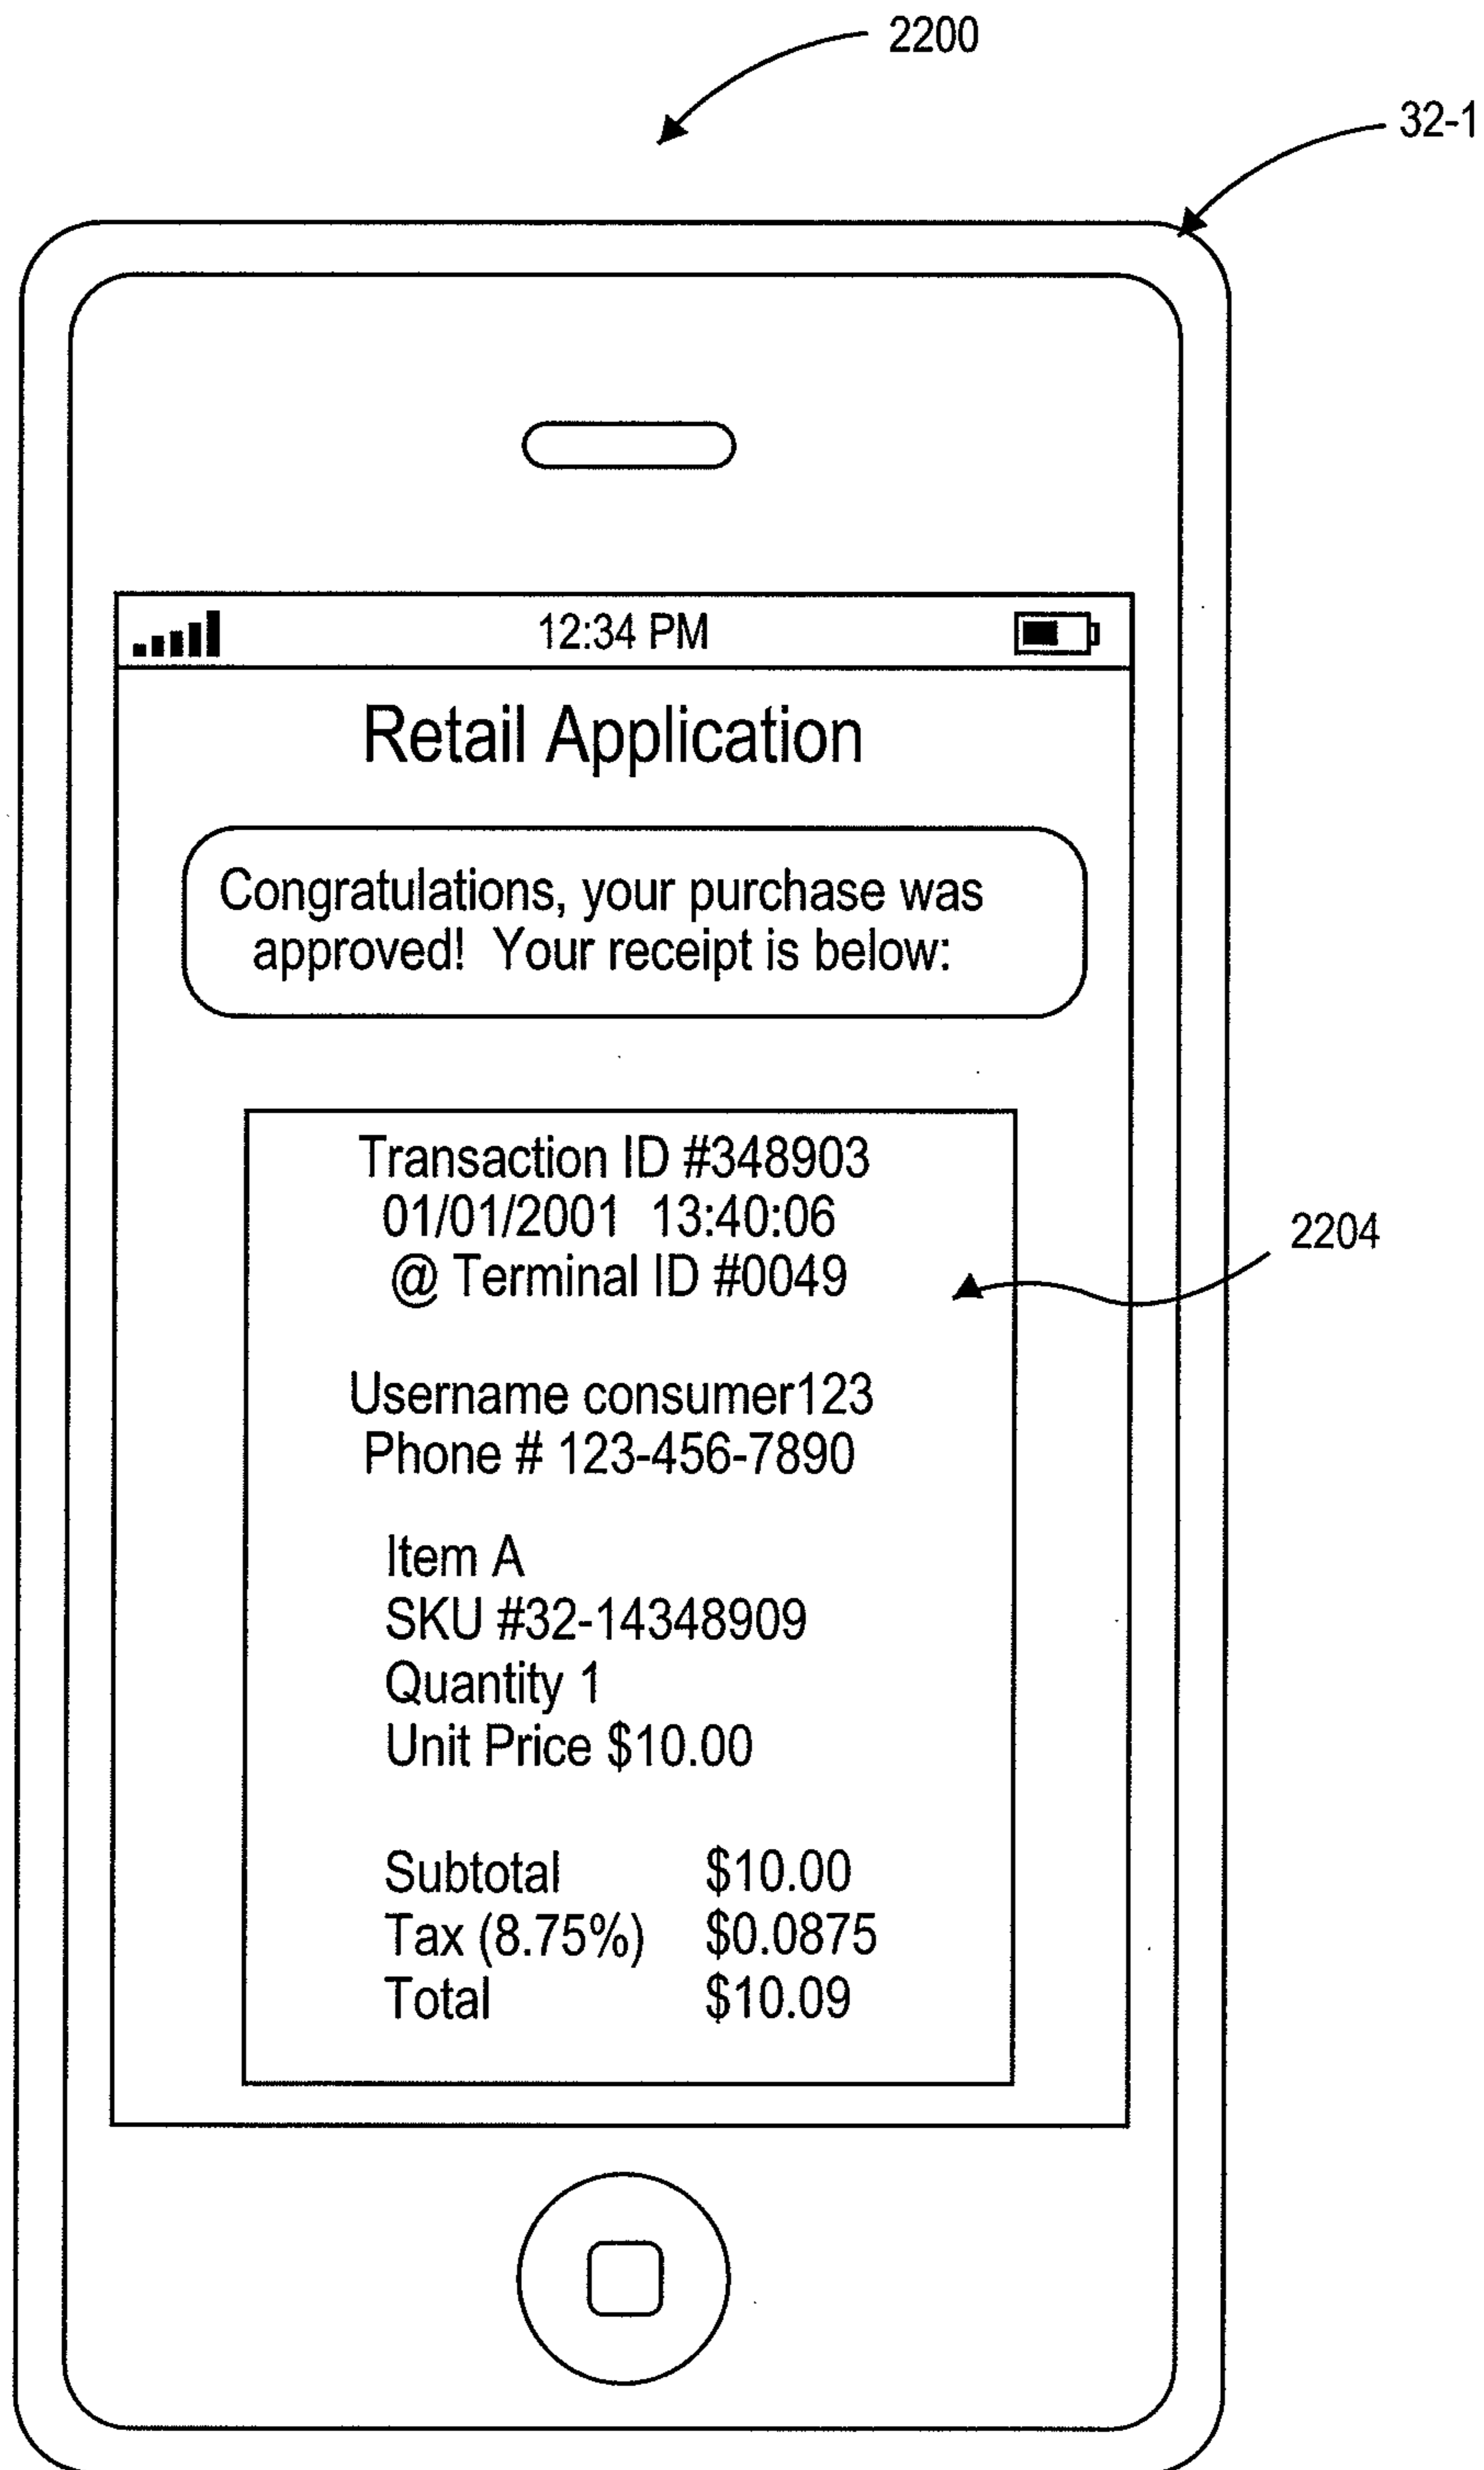 2200
32-1
12:34 PM
Retail Application
Congratulations, your purchase was
approved! Your receipt is below:
Transaction ID #348903
01/01/2001 13:40:06
@ Terminal ID #0049
2204
Username consumer123
Phone # 123-456-7890
Item A
SKU #32-14348909
Quantity 1
Unit Price $10.00
Subtotal $10.00
Tax (8.75%) $0.0875
Total $10.09